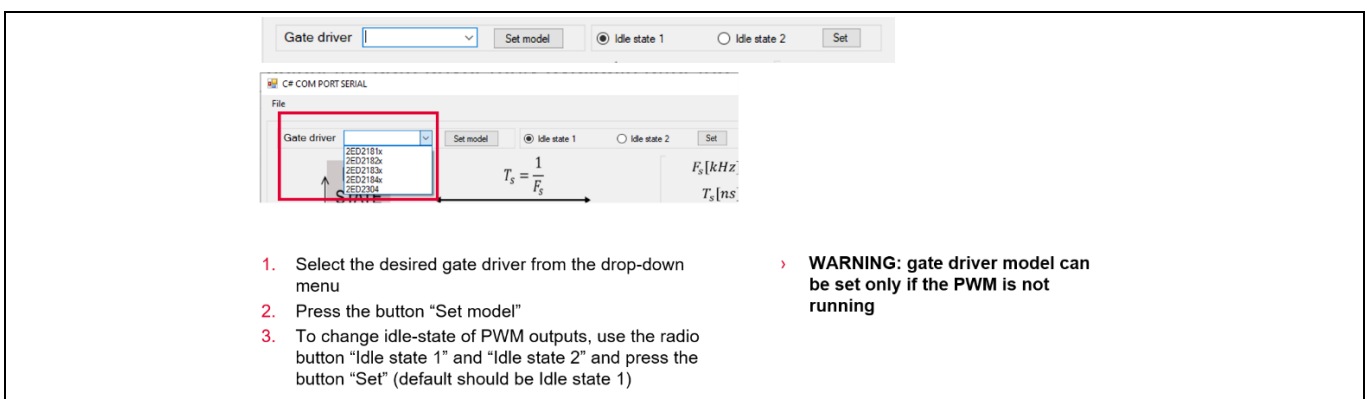 Gate driver Set model Idle state 1 Idle state 2 Set
C# COM PORT SERIAL
File
Gate driver Set model Idle state 1 Idle state 2 Set
2ED2181x
2ED2182x
2ED2183x
2ED2184x
2ED2304
STATE
T_s = 1/F_s
F_s[kHz]
T_s[ns]
1. Select the desired gate driver from the drop-down
menu
2. Press the button “Set model”
3. To change idle-state of PWM outputs, use the radio
button “Idle state 1” and “Idle state 2” and press the
button “Set” (default should be Idle state 1)
› WARNING: gate driver model can
be set only if the PWM is not
running